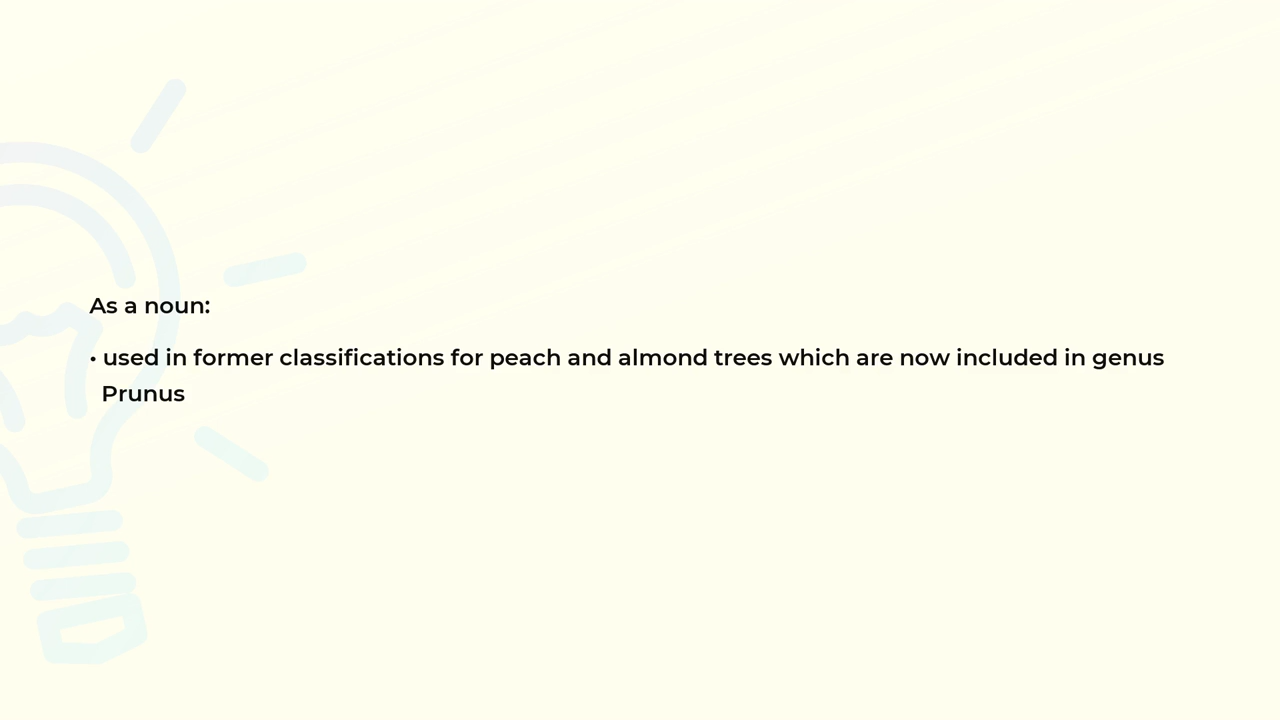 As a noun:
• used in former classifications for peach and almond trees which are now included in genus
Prunus